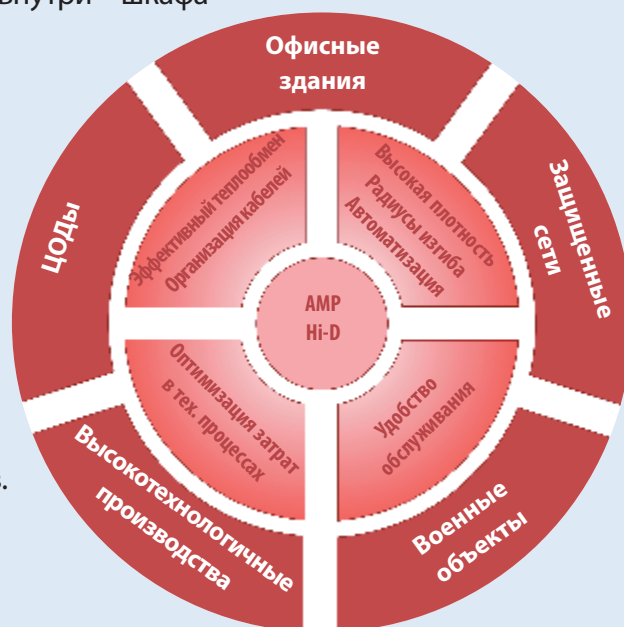 внутри шкафа
Офисные
здания
Защищенные
сети
Военные
объекты
Высокотехнологичные
производства
ЦОДы
Эффективный теплообмен
Организация кабелей
Высокая плотность
Радиусы изгиба
Автоматизация
Удобство
обслуживания
Оптимизация затрат
в тех. процессах
AMP
Hi-D